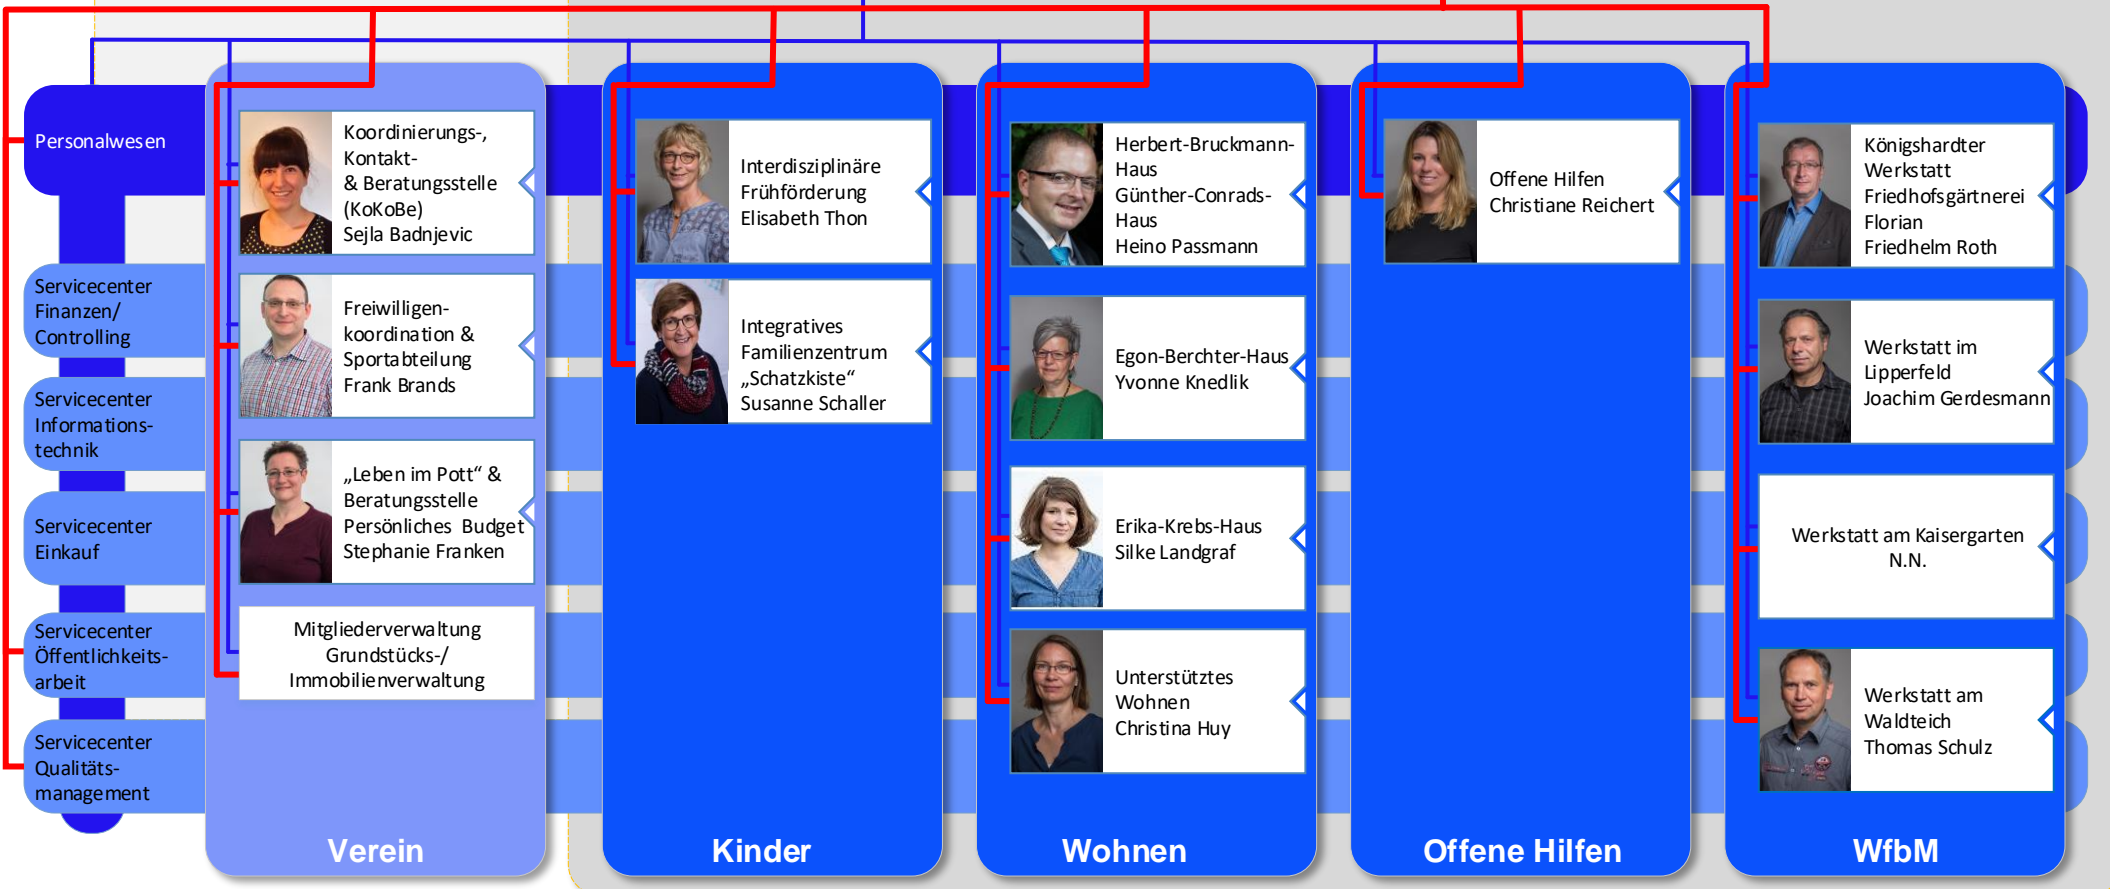 Personalwesen
Servicecenter
Finanzen/
Controlling
Servicecenter
Informations-
technik
Servicecenter
Einkauf
Servicecenter
Öffentlichkeits-
arbeit
Servicecenter
Qualitäts-
management
Koordinierungs-,
Kontakt-
& Beratungsstelle
(KoKoBe)
Sejla Badnjevic
Freiwilligen-
koordination &
Sportabteilung
Frank Brands
„Leben im Pott“ &
Beratungsstelle
Persönliches Budget
Stephanie Franken
Mitgliederverwaltung
Grundstücks-/
Immobilienverwaltung
Verein
Interdisziplinäre
Frühförderung
Elisabeth Thon
Integratives
Familienzentrum
„Schatzkiste“
Susanne Schaller
Kinder
Herbert-Bruckmann-
Haus
Günther-Conrads-
Haus
Heino Passmann
Egon-Berchter-Haus
Yvonne Knedlik
Erika-Krebs-Haus
Silke Landgraf
Unterstütztes
Wohnen
Christina Huy
Wohnen
Offene Hilfen
Christiane Reichert
Offene Hilfen
Königshardter
Werkstatt
Friedhofsgärtnerei
Florian
Friedhelm Roth
Werkstatt im
Lipperfeld
Joachim Gerdesmann
Werkstatt am Kaisergarten
N.N.
Werkstatt am
Waldteich
Thomas Schulz
WfbM